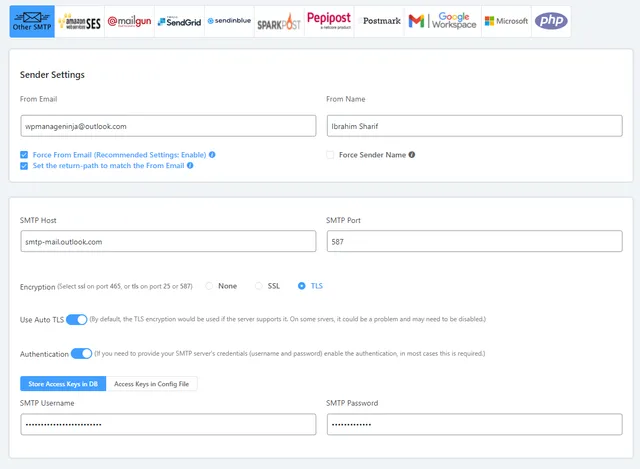 Other SMTP
amazon webservices SES
@mailgun
SendGrid
sendinblue
SPARKPOST
Pepipost
a netcore product
Postmark
Google Workspace
Microsoft
php
Sender Settings
From Email
From Name
wpmanageninja@outlook.com
Ibrahim Sharif
Force From Email (Recommended Settings: Enable)
Force Sender Name
Set the return-path to match the From Email
SMTP Host
SMTP Port
smtp-mail.outlook.com
587
Encryption (Select ssl on port 465, or tls on port 25 or 587) None SSL TLS
Use Auto TLS (By default, the TLS encryption would be used if the server supports it. On some srvers, it could be a problem and may need to be disabled.)
Authentication (If you need to provide your SMTP server's credentials (username and password) enable the authentication, in most cases this is required.)
Store Access Keys in DB
Access Keys in Config File
SMTP Username
SMTP Password